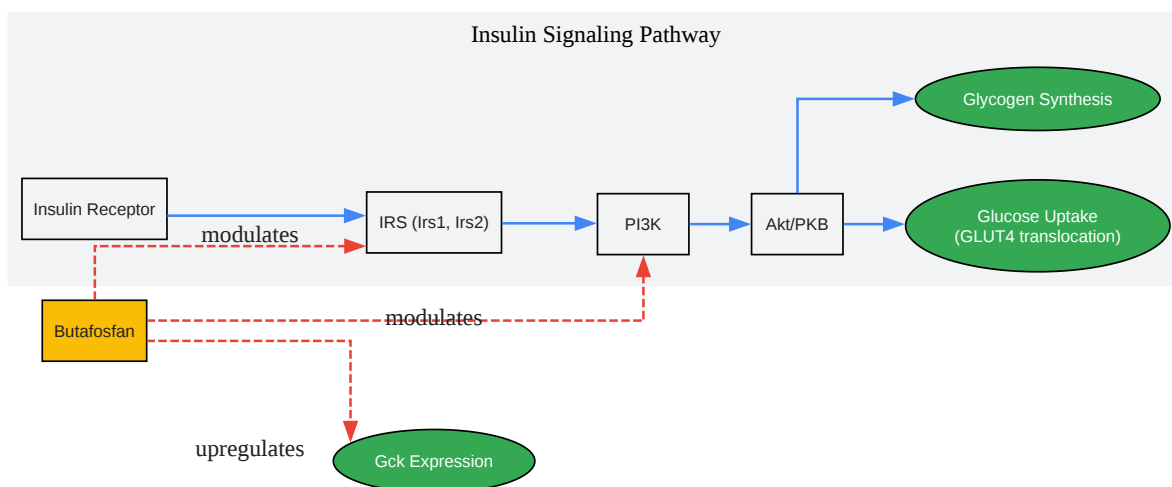 Insulin Signaling Pathway
Glycogen Synthesis
Insulin Receptor
IRS (Irs1, Irs2)
PI3K
Akt/PKB
Glucose Uptake
(GLUT4 translocation)
modulates
Butafosfan
modulates
upregulates
Gck Expression